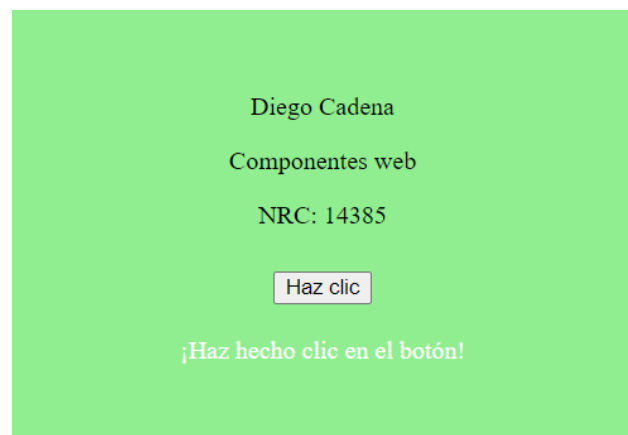 Diego Cadena
Componentes web
NRC: 14385
Haz clic
¡Haz hecho clic en el botón!